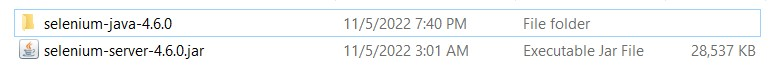 selenium-java-4.6.0 11/5/2022 7:40 PM File folder
selenium-server-4.6.0.jar 11/5/2022 3:01 AM Executable Jar File 28,537 KB